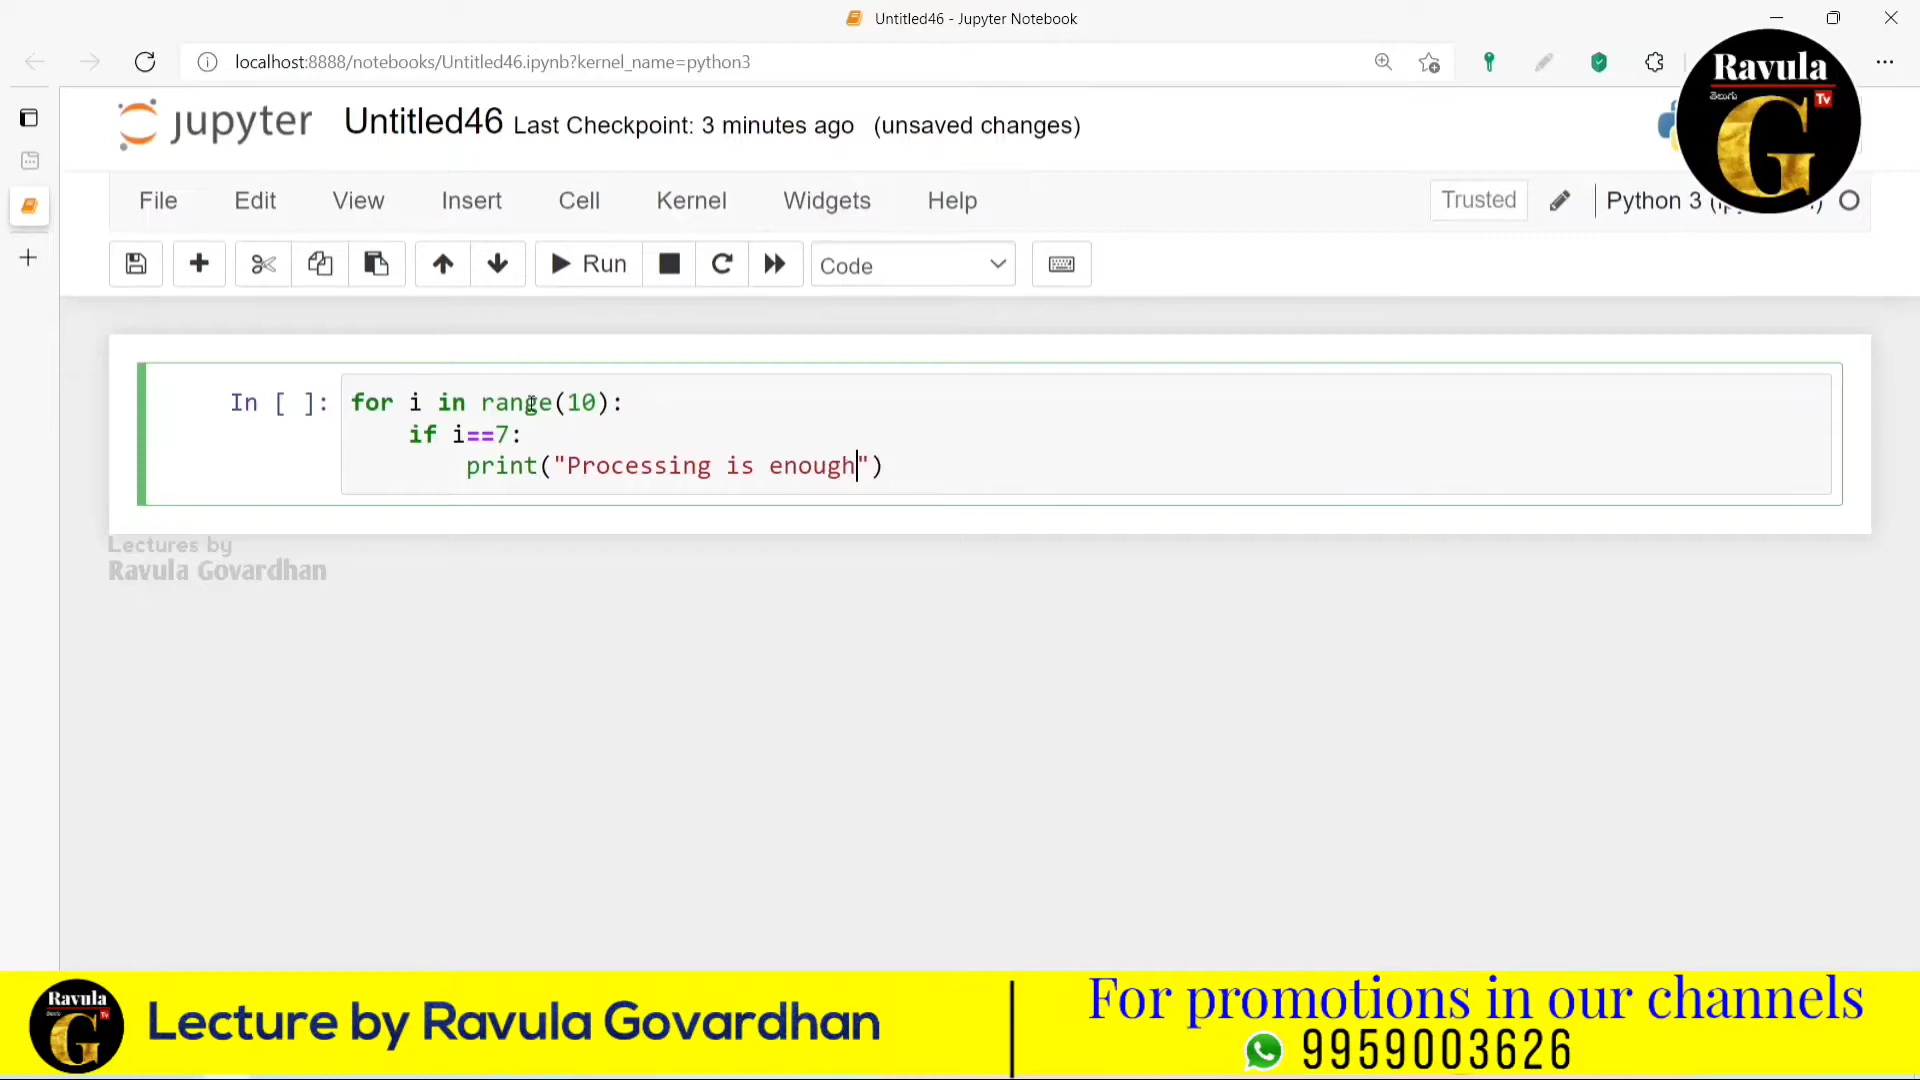 Untitled46 - Jupyter Notebook
localhost:8888/notebooks/Untitled46.ipynb?kernel_name=python3
Ravula
తెలుగు
Tv
G
jupyter Untitled46 Last Checkpoint: 3 minutes ago (unsaved changes)
File Edit View Insert Cell Kernel Widgets Help Trusted Python 3
Run Code
In [ ]: for i in range(10):
if i==7:
print("Processing is enough")
Lectures by
Ravula Govardhan
Ravula
Tv
G
Lecture by Ravula Govardhan
For promotions in our channels
9959003626